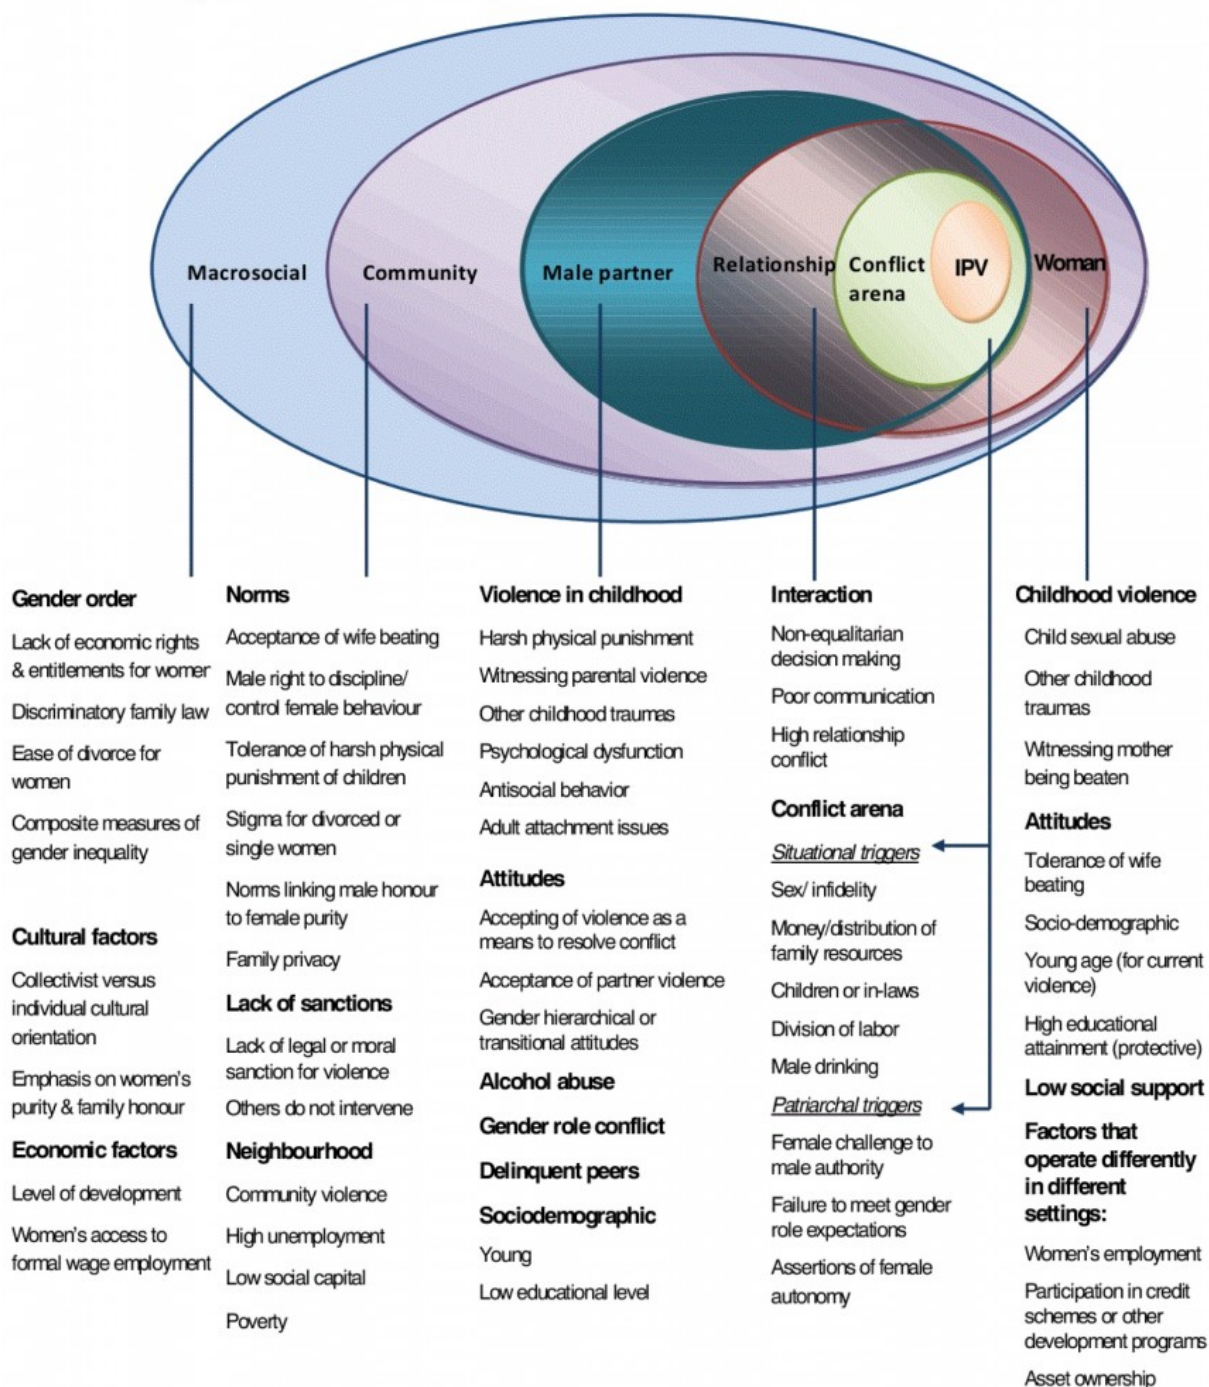 Macrosocial
Community
Male partner
Relationship
Conflict
arena
IPV
Woman
Gender order
Lack of economic rights
& entitlements for women
Discriminatory family law
Ease of divorce for
women
Composite measures of
gender inequality
Cultural factors
Collectivist versus
individual cultural
orientation
Emphasis on women's
purity & family honour
Economic factors
Level of development
Women's access to
formal wage employment
Norms
Acceptance of wife beating
Male right to discipline/
control female behaviour
Tolerance of harsh physical
punishment of children
Stigma for divorced or
single women
Norms linking male honour
to female purity
Family privacy
Lack of sanctions
Lack of legal or moral
sanction for violence
Others do not intervene
Neighbourhood
Community violence
High unemployment
Low social capital
Poverty
Violence in childhood
Harsh physical punishment
Witnessing parental violence
Other childhood traumas
Psychological dysfunction
Antisocial behavior
Adult attachment issues
Attitudes
Accepting of violence as a
means to resolve conflict
Acceptance of partner violence
Gender hierarchical or
transitional attitudes
Alcohol abuse
Gender role conflict
Delinquent peers
Sociodemographic
Young
Low educational level
Interaction
Non-equalitarian
decision making
Poor communication
High relationship
conflict
Conflict arena
Situational triggers
Sex/ infidelity
Money/distribution of
family resources
Children or in-laws
Division of labor
Male drinking
Patriarchal triggers
Female challenge to
male authority
Failure to meet gender
role expectations
Assertions of female
autonomy
Childhood violence
Child sexual abuse
Other childhood
traumas
Witnessing mother
being beaten
Attitudes
Tolerance of wife
beating
Socio-demographic
Young age (for current
violence)
High educational
attainment (protective)
Low social support
Factors that
operate differently
in different
settings:
Women's employment
Participation in credit
schemes or other
development programs
Asset ownership